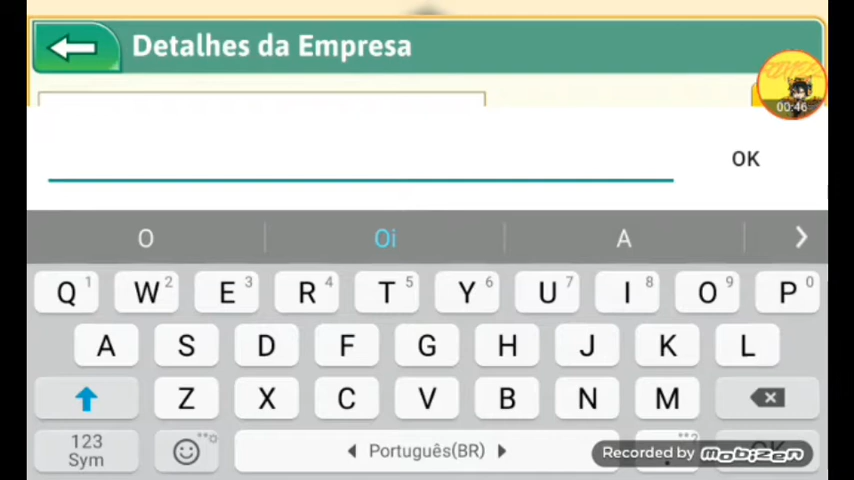 Detalhes da Empresa
00:46
OK
O Oi A
Q 1 W 2 E 3 R 4 T 5 Y 6 U 7 I 8 O 9 P 0
A S D F G H J K L
Z X C V B N M
123 Sym
Português(BR)
Recorded by mobizen